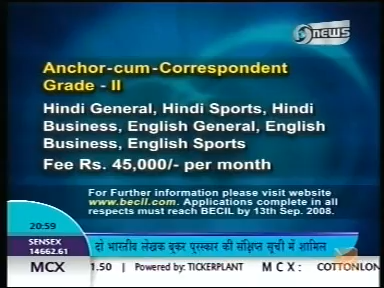 NEWS
Anchor-cum-Correspondent
Grade - II
Hindi General, Hindi Sports, Hindi
Business, English General, English
Business, English Sports
Fee Rs. 45,000/- per month
For Further information please visit website
www.becil.com. Applications complete in all
respects must reach BECIL by 13th Sep. 2008.
20:59
SENSEX
14662.61
दो भारतीय लेखक बुकर पुरस्कार की संक्षिप्त सूची में शामिल
MCX
1.50 | Powered by: TICKERPLANT
M C X : COTTONLON